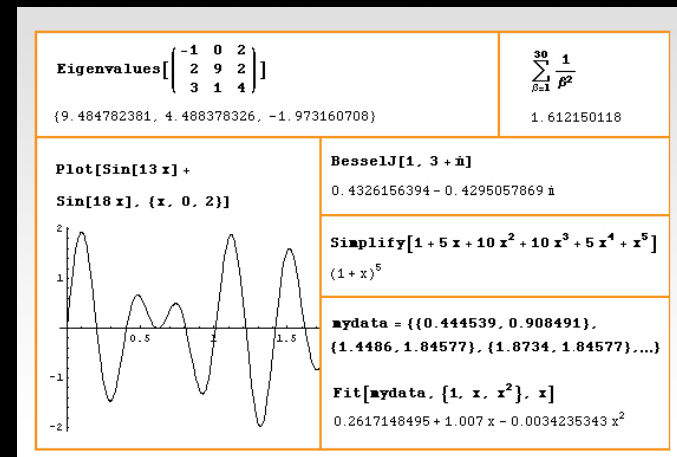 Eigenvalues[(-1 0 2
2 9 2
3 1 4)]
{9.484782381, 4.488378326, -1.973160708}
30
∑ 1/β²
β=1
1.612150118
Plot[Sin[13 x] +
Sin[18 x], {x, 0, 2}]
2
1
0.5 1 1.5
-1
-2
BesselJ[1, 3 + ⅈ]
0.4326156394 - 0.4295057869 ⅈ
Simplify[1 + 5 x + 10 x² + 10 x³ + 5 x⁴ + x⁵]
(1 + x)⁵
mydata = {{0.444539, 0.908491},
{1.4486, 1.84577}, {1.8734, 1.84577},...}
Fit[mydata, {1, x, x²}, x]
0.2617148495 + 1.007 x - 0.0034235343 x²